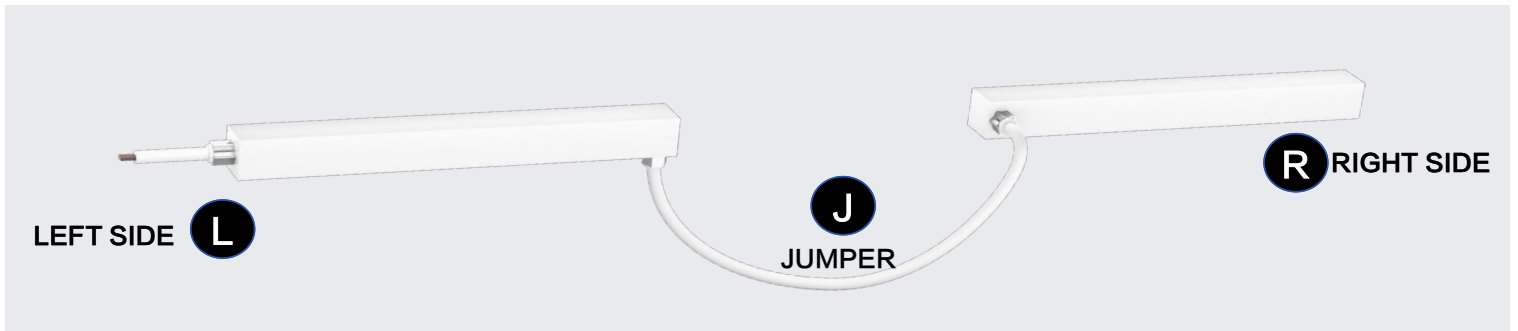 LEFT SIDE
L
J
JUMPER
R
RIGHT SIDE